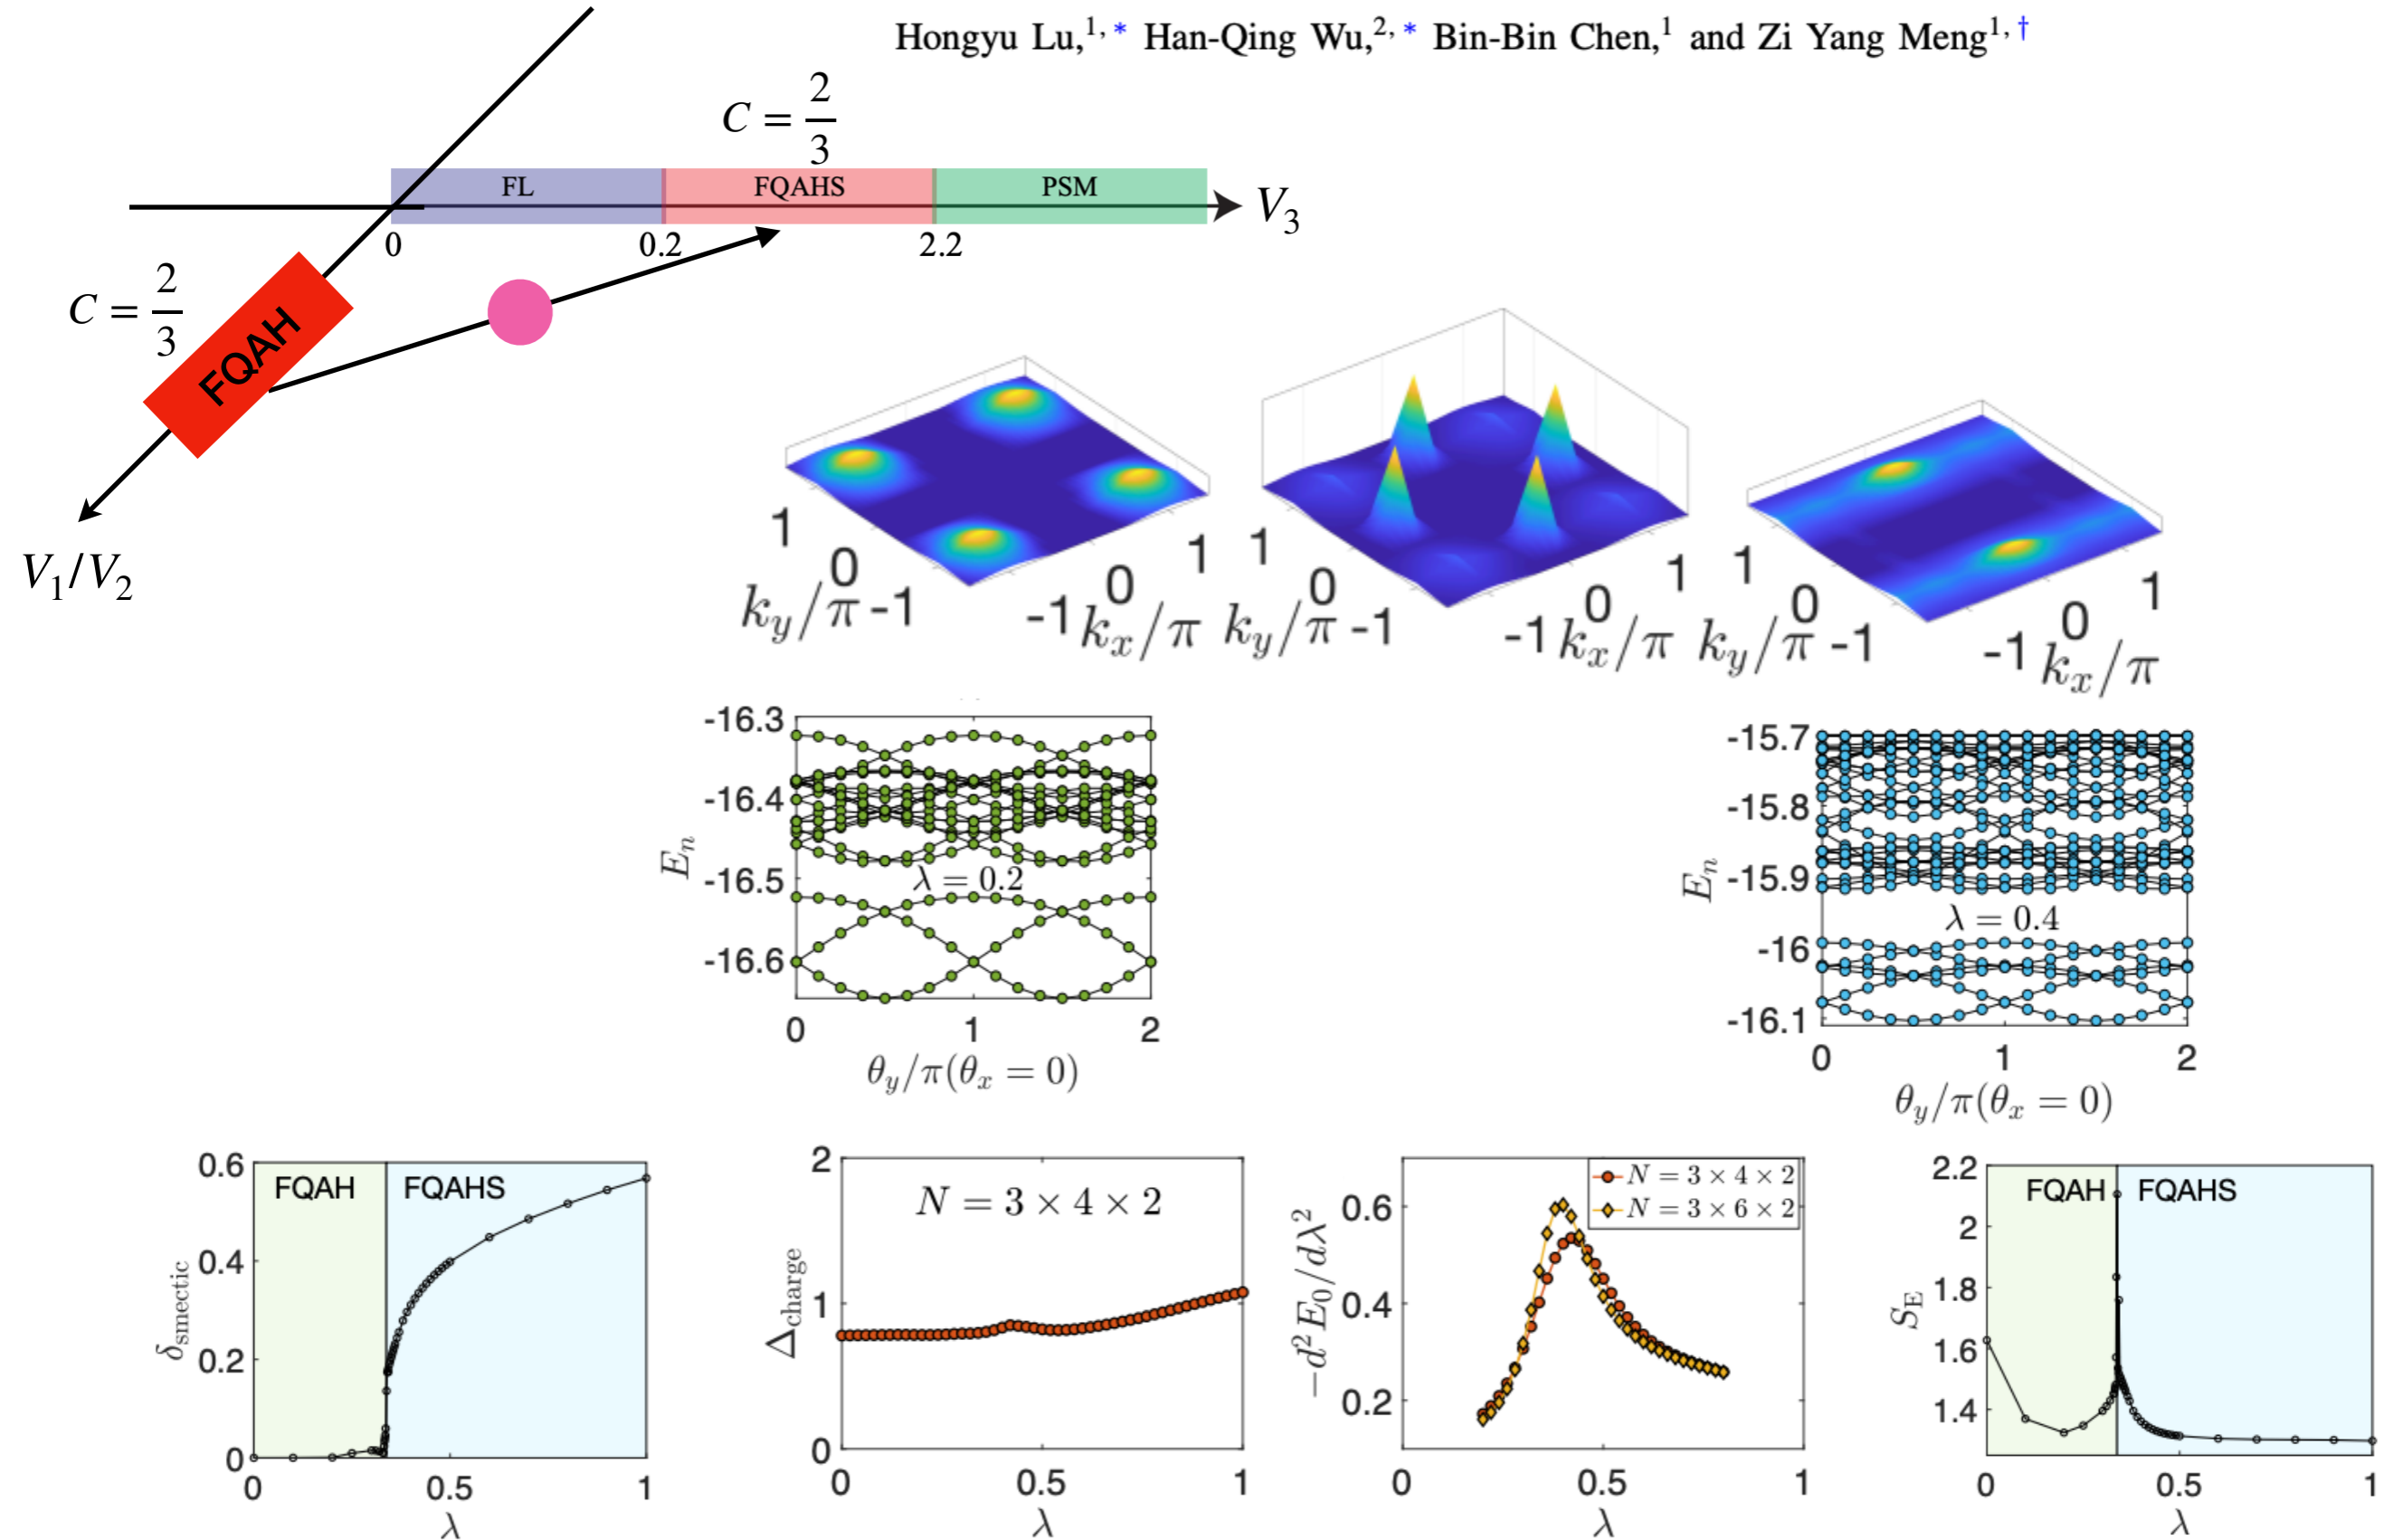 Hongyu Lu,1, * Han-Qing Wu,2, * Bin-Bin Chen,1 and Zi Yang Meng1, †
C = 2/3
FL FQAHS PSM
V3
0 0.2 2.2
C = 2/3
FQAH
V1/V2
1 0 -1
ky/π
-1 0 1
kx/π
1 0 -1
ky/π
-1 0 1
kx/π
1 0 -1
ky/π
-1 0 1
kx/π
-16.3
-16.4
-16.5
-16.6
En
λ = 0.2
0 1 2
θy/π(θx = 0)
-15.7
-15.8
-15.9
-16
-16.1
En
λ = 0.4
0 1 2
θy/π(θx = 0)
0.6
0.4
0.2
0
δsmectic
FQAH FQAHS
0 0.5 1
λ
2
1
0
Δcharge
N = 3 × 4 × 2
0 0.5 1
λ
0.6
0.4
0.2
−d²E0/dλ²
N = 3 × 4 × 2
N = 3 × 6 × 2
0 0.5 1
λ
2.2
2
1.8
1.6
1.4
SE
FQAH FQAHS
0 0.5 1
λ